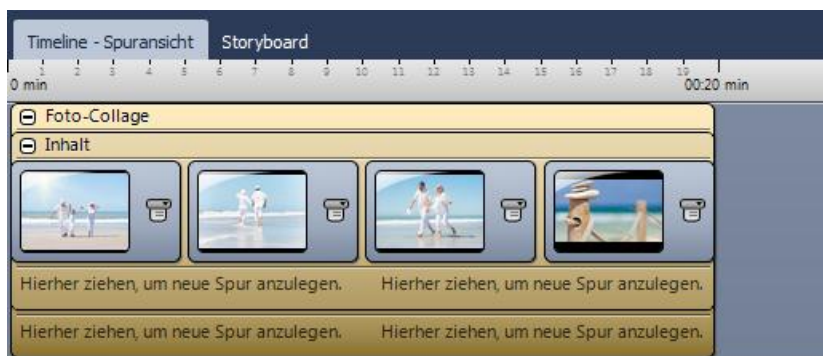 Timeline - Spuransicht Storyboard
1 2 3 4 5 6 7 8 9 10 11 12 13 14 15 16 17 18 19
0 min 00:20 min
Foto-Collage
Inhalt
Hierher ziehen, um neue Spur anzulegen. Hierher ziehen, um neue Spur anzulegen.
Hierher ziehen, um neue Spur anzulegen. Hierher ziehen, um neue Spur anzulegen.